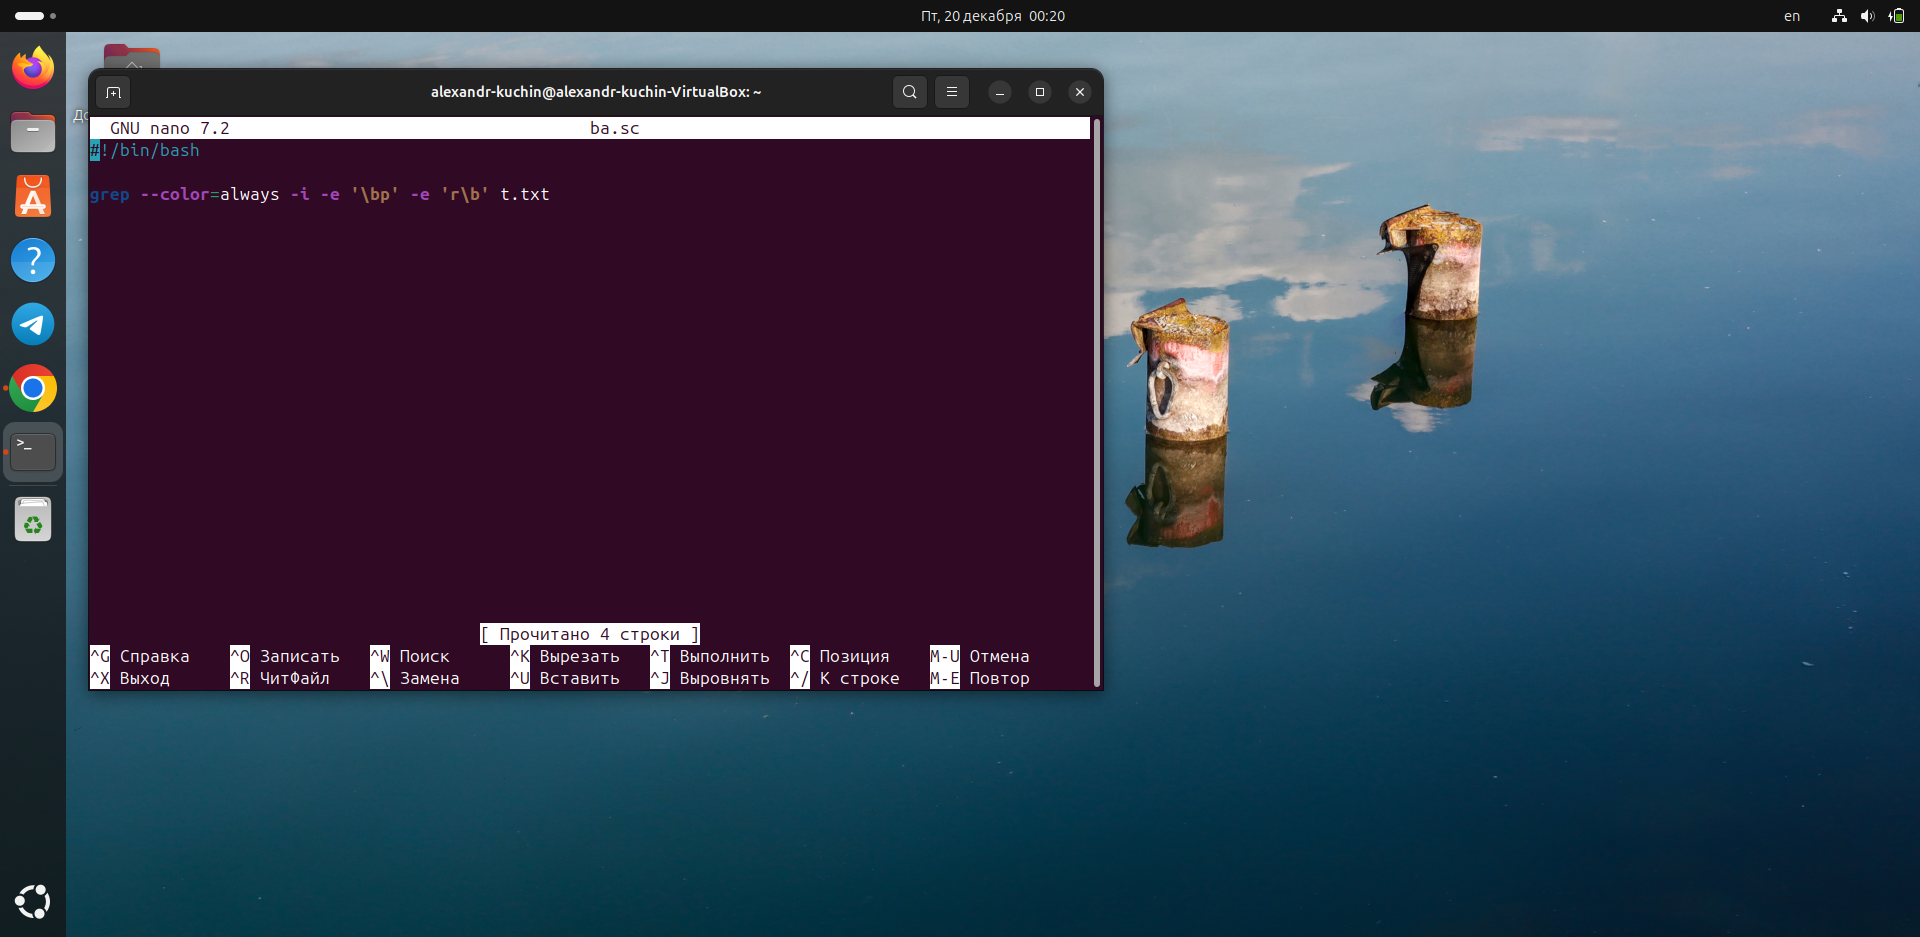 Пт, 20 декабря 00:20
en
До
alexandr-kuchin@alexandr-kuchin-VirtualBox: ~
GNU nano 7.2 ba.sc
#!/bin/bash
grep --color=always -i -e '\bp' -e 'r\b' t.txt
[ Прочитано 4 строки ]
^G Справка ^O Записать ^W Поиск ^K Вырезать ^T Выполнить ^C Позиция M-U Отмена
^X Выход ^R ЧитФайл ^\ Замена ^U Вставить ^J Выровнять ^/ К строке M-E Повтор